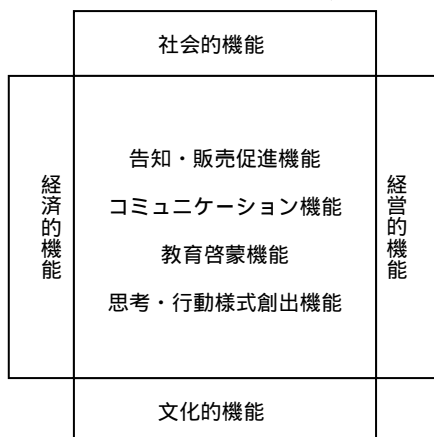 社会的機能
告知・販売促進機能
コミュニケーション機能
教育啓蒙機能
思考・行動様式創出機能
経済的機能
経営的機能
文化的機能